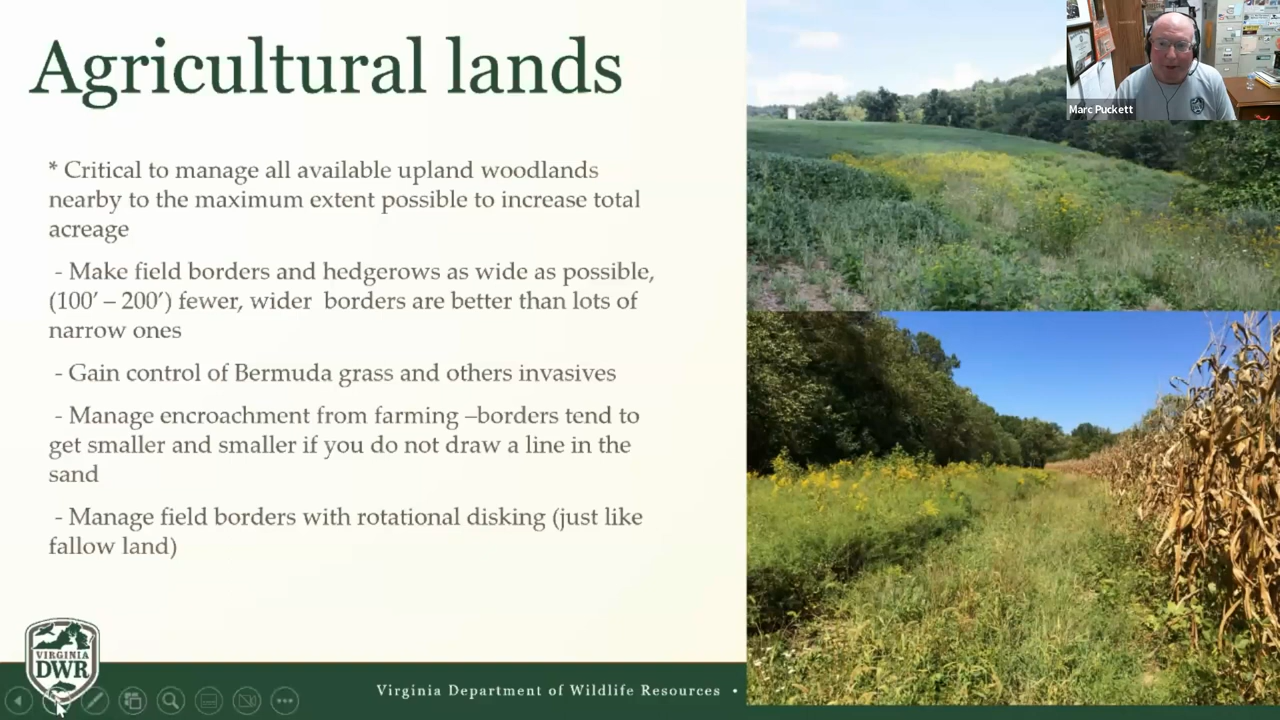 Agricultural lands
* Critical to manage all available upland woodlands
nearby to the maximum extent possible to increase total
acreage
- Make field borders and hedgerows as wide as possible,
(100’ – 200’) fewer, wider borders are better than lots of
narrow ones
- Gain control of Bermuda grass and others invasives
- Manage encroachment from farming –borders tend to
get smaller and smaller if you do not draw a line in the
sand
- Manage field borders with rotational disking (just like
fallow land)
Marc Puckett
VIRGINIA
DWR
Virginia Department of Wildlife Resources •